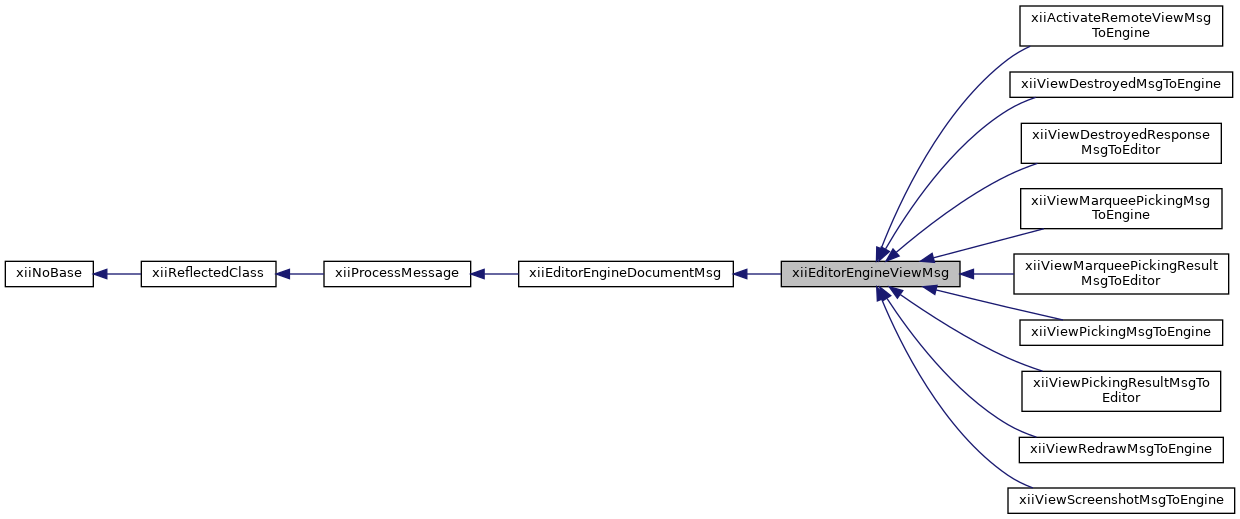 xiiNoBase
xiiReflectedClass
xiiProcessMessage
xiiEditorEngineDocumentMsg
xiiEditorEngineViewMsg
xiiActivateRemoteViewMsg
ToEngine
xiiViewDestroyedMsgToEngine
xiiViewDestroyedResponse
MsgToEditor
xiiViewMarqueePickingMsg
ToEngine
xiiViewMarqueePickingResult
MsgToEditor
xiiViewPickingMsgToEngine
xiiViewPickingResultMsgTo
Editor
xiiViewRedrawMsgToEngine
xiiViewScreenshotMsgToEngine